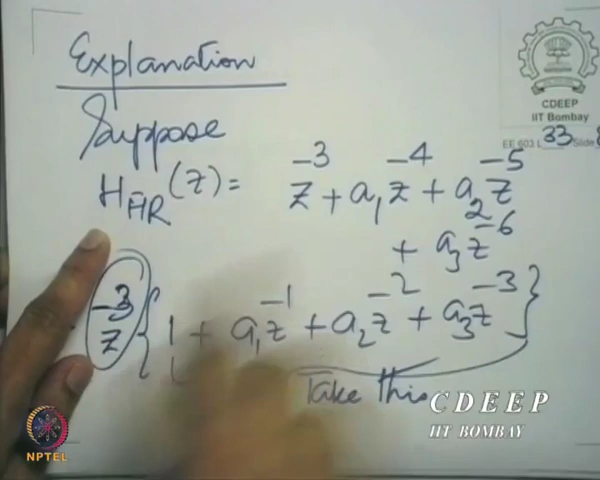 Explanation
CDEEP
IIT Bombay
EE 603 L 33 Slide
Suppose
H_FIR(z) = z^-3 + a_1 z^-4 + a_2 z^-5
+ a_3 z^-6
z^-3 { 1 + a_1 z^-1 + a_2 z^-2 + a_3 z^-3 }
Take this
CDEEP
IIT BOMBAY
NPTEL